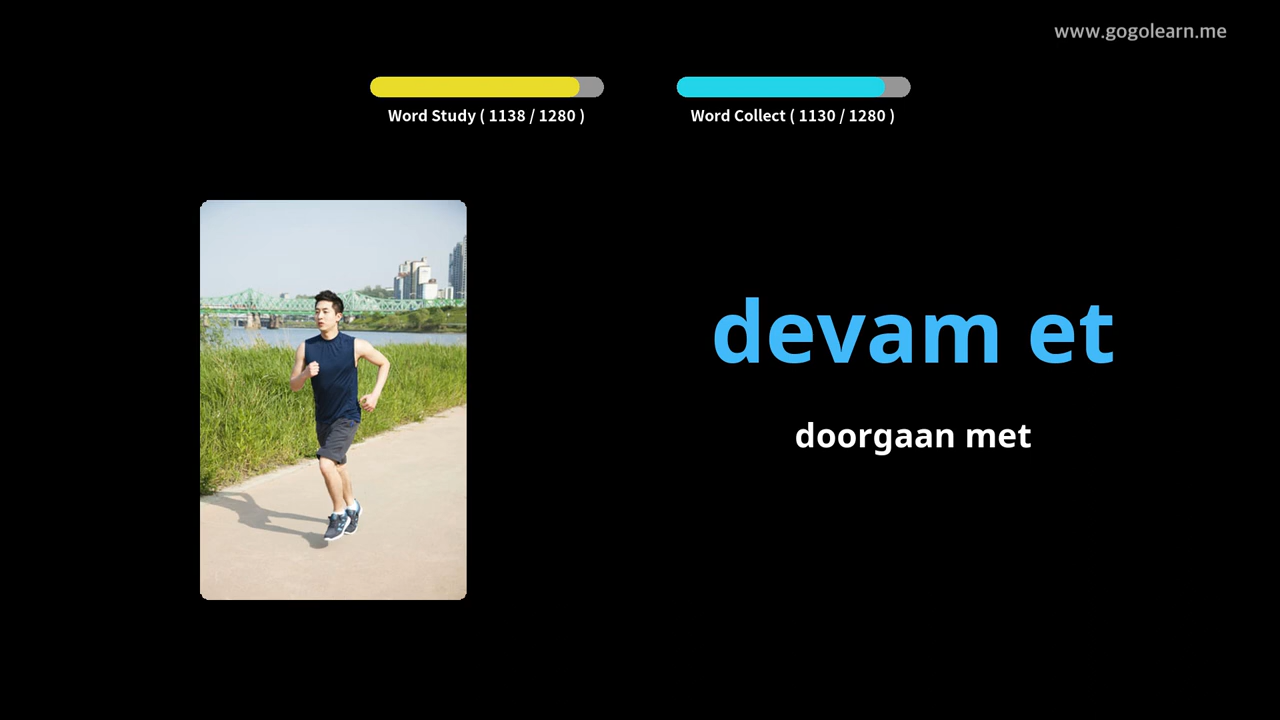 www.gogolearn.me
Word Study ( 1138 / 1280 )
Word Collect ( 1130 / 1280 )
devam et
doorgaan met